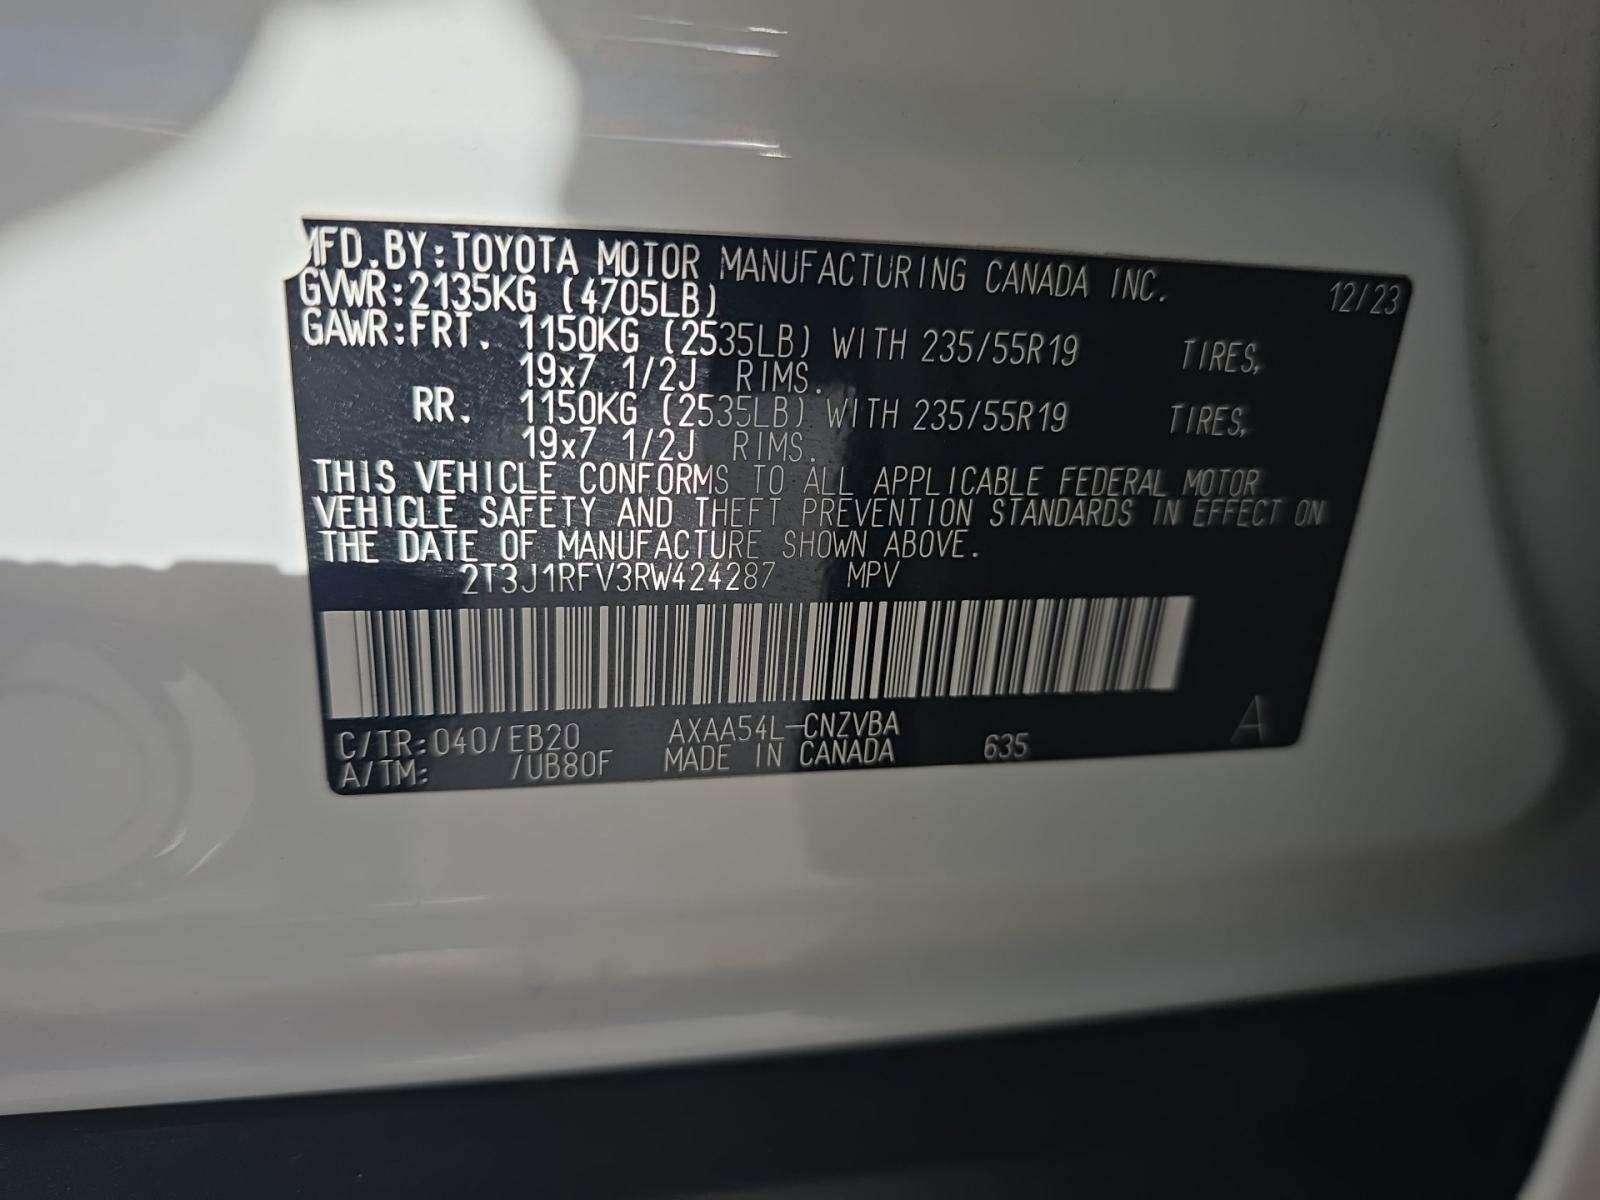 MFD.BY:TOYOTA MOTOR MANUFACTURING CANADA INC. 12/23
GVWR:2135KG (4705LB)
GAWR:FRT. 1150KG (2535LB) WITH 235/55R19 TIRES,
19x7 1/2J RIMS.
RR. 1150KG (2535LB) WITH 235/55R19 TIRES,
19x7 1/2J RIMS.
THIS VEHICLE CONFORMS TO ALL APPLICABLE FEDERAL MOTOR
VEHICLE SAFETY AND THEFT PREVENTION STANDARDS IN EFFECT ON
THE DATE OF MANUFACTURE SHOWN ABOVE.
2T3J1RFV3RW424287 MPV
C/TR:040/EB20 AXAA54L-CNZVBA
A/TM: /UB80F MADE IN CANADA 635 A